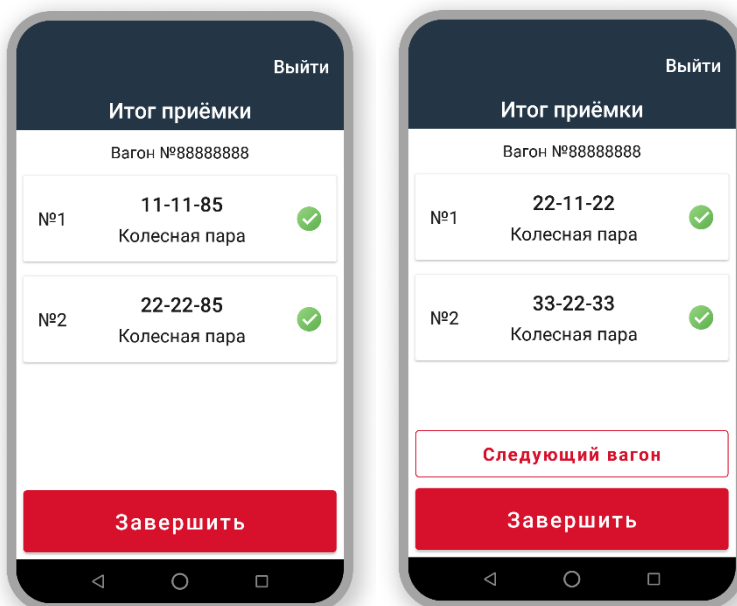 Выйти
Итог приёмки
Вагон №88888888
№1
11-11-85
Колесная пара
№2
22-22-85
Колесная пара
Завершить
Выйти
Итог приёмки
Вагон №88888888
№1
22-11-22
Колесная пара
№2
33-22-33
Колесная пара
Следующий вагон
Завершить